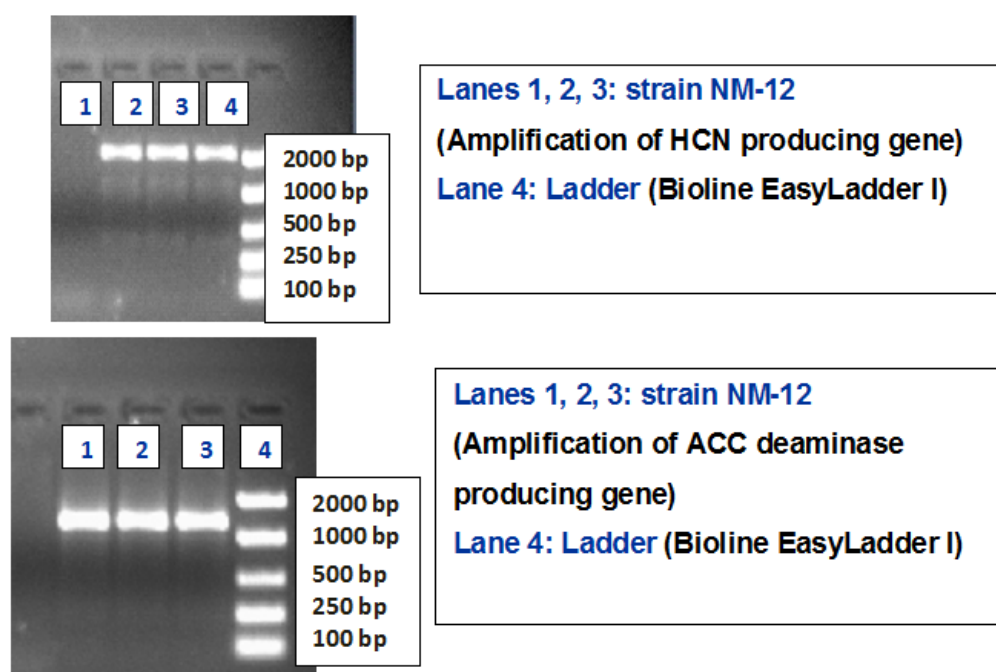 1 2 3 4
2000 bp
1000 bp
500 bp
250 bp
100 bp
Lanes 1, 2, 3: strain NM-12
(Amplification of HCN producing gene)
Lane 4: Ladder (Bioline EasyLadder I)
1 2 3 4
2000 bp
1000 bp
500 bp
250 bp
100 bp
Lanes 1, 2, 3: strain NM-12
(Amplification of ACC deaminase
producing gene)
Lane 4: Ladder (Bioline EasyLadder I)